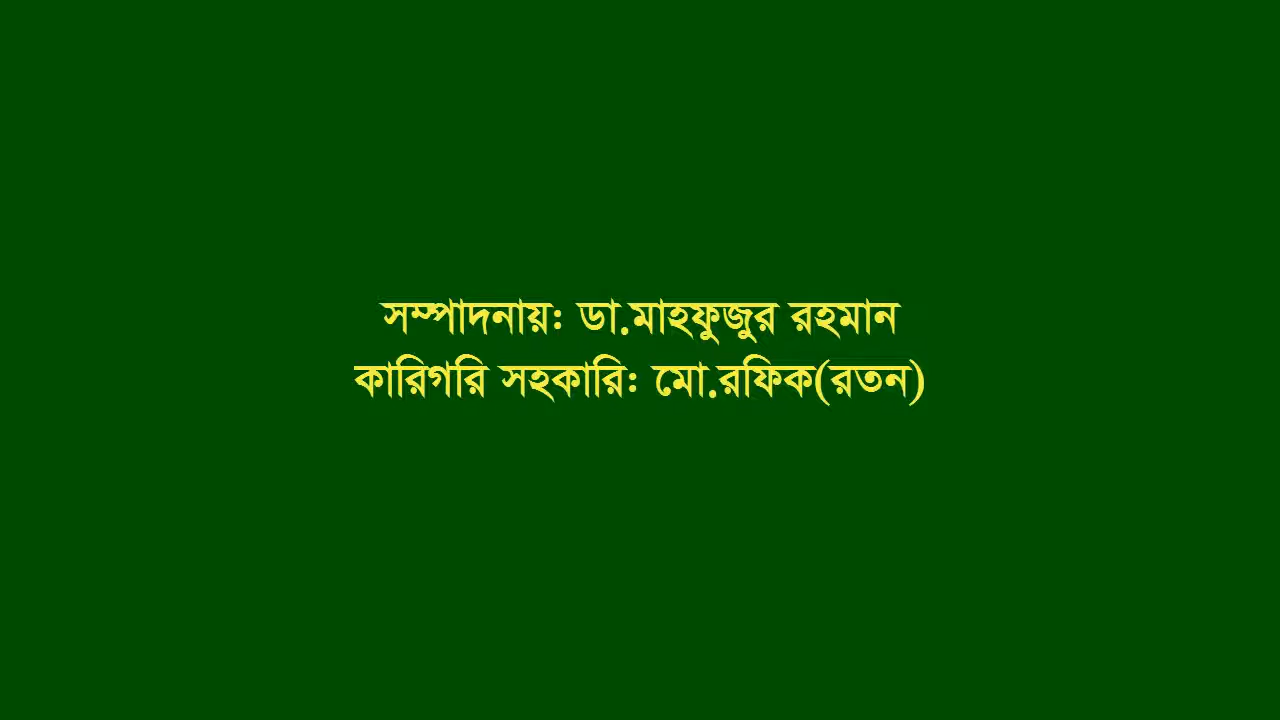 সম্পাদনায়: ডা.মাহফুজুর রহমান
কারিগরি সহকারি: মো.রফিক(রতন)